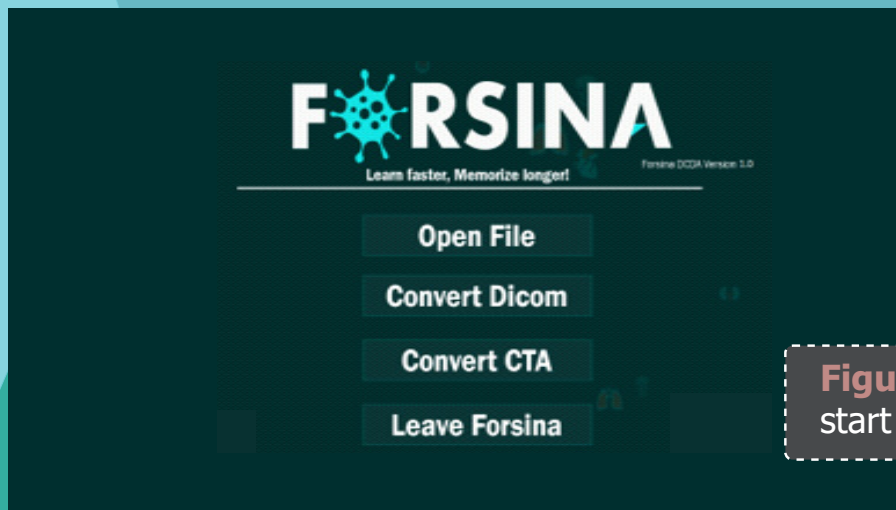 FORSINA
Learn faster, Memorize longer!
Forsina DCOA Version 1.0
Open File
Convert Dicom
Convert CTA
Leave Forsina
Figu
start